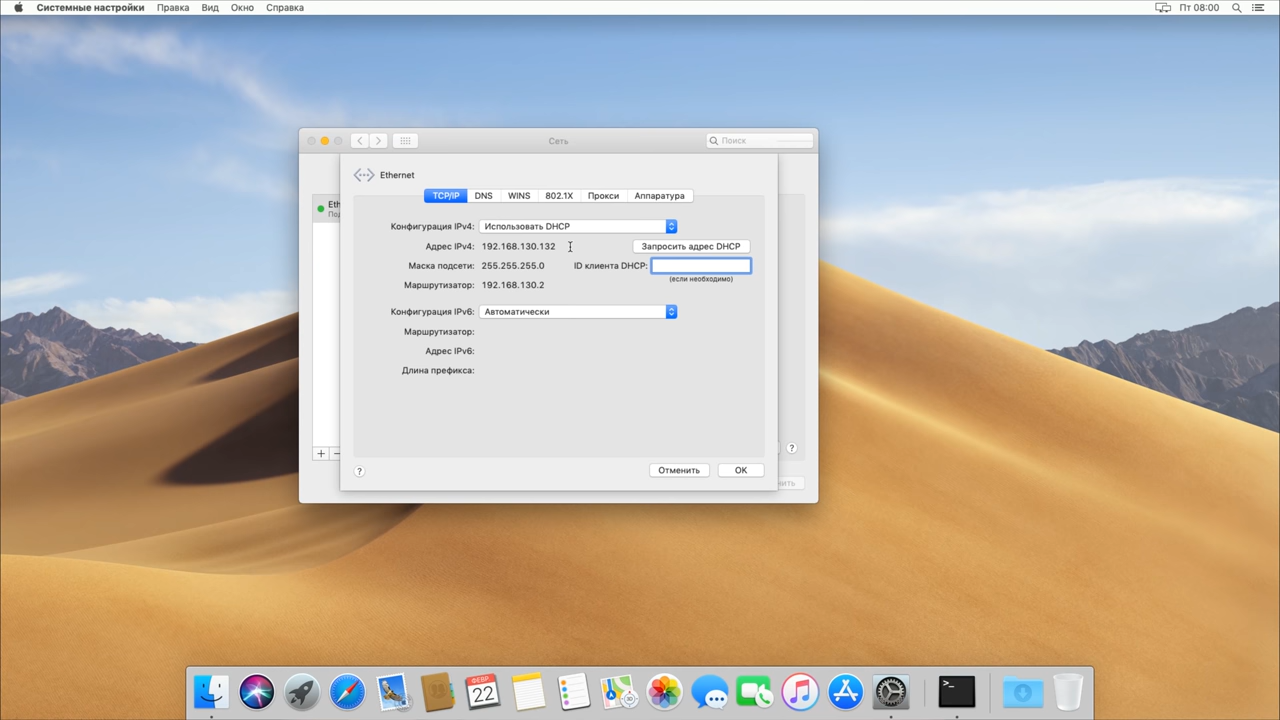 Системные настройки Правка Вид Окно Справка Пт 08:00
Сеть Поиск
Ethernet
TCP/IP DNS WINS 802.1X Прокси Аппаратура
Eth
Конфигурация IPv4: Использовать DHCP
Адрес IPv4: 192.168.130.132 Запросить адрес DHCP
Маска подсети: 255.255.255.0 ID клиента DHCP:
(если необходимо)
Маршрутизатор: 192.168.130.2
Конфигурация IPv6: Автоматически
Маршрутизатор:
Адрес IPv6:
Длина префикса:
+ − ?
? Отменить OK
нить
ФЕВР
22
>_